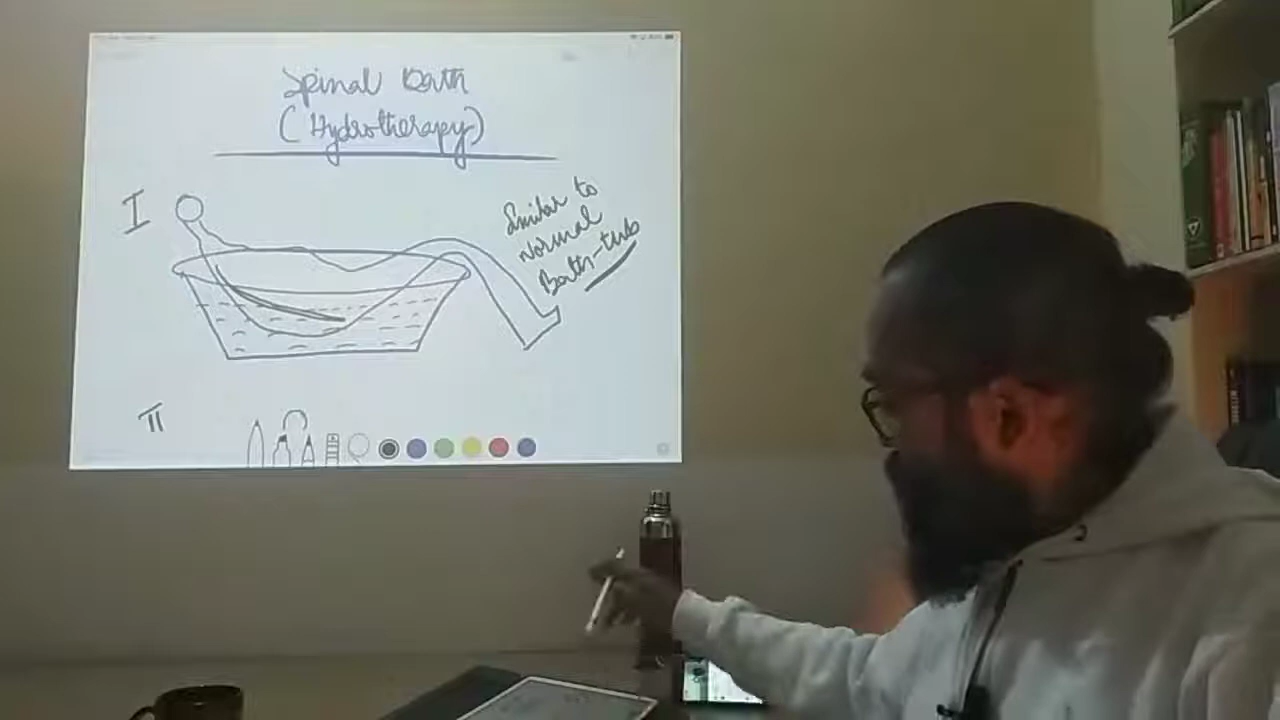 Spinal Bath
(Hydrotherapy)
I
Similar to
Normal
Bath-tub
II